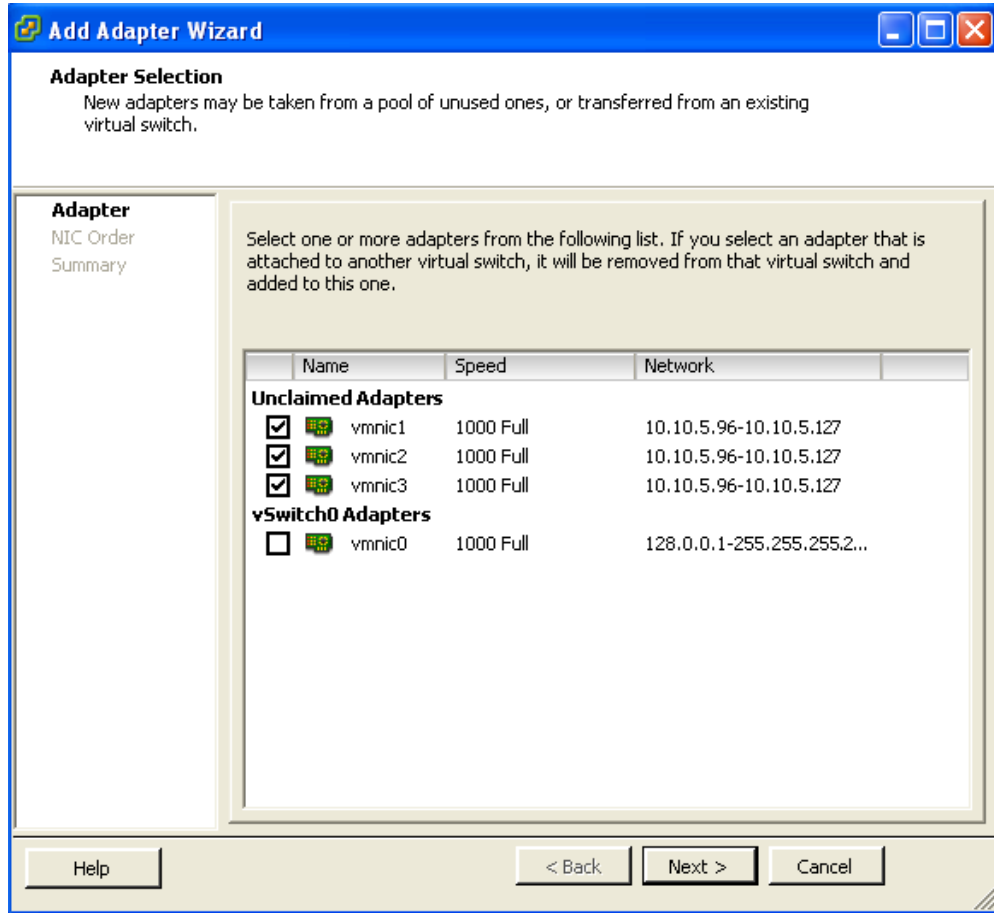 Add Adapter Wizard
Adapter Selection
New adapters may be taken from a pool of unused ones, or transferred from an existing
virtual switch.
Adapter
NIC Order
Summary
Select one or more adapters from the following list. If you select an adapter that is
attached to another virtual switch, it will be removed from that virtual switch and
added to this one.
Name Speed Network
Unclaimed Adapters
vmnic1 1000 Full 10.10.5.96-10.10.5.127
vmnic2 1000 Full 10.10.5.96-10.10.5.127
vmnic3 1000 Full 10.10.5.96-10.10.5.127
vSwitch0 Adapters
vmnic0 1000 Full 128.0.0.1-255.255.255.2...
Help < Back Next > Cancel